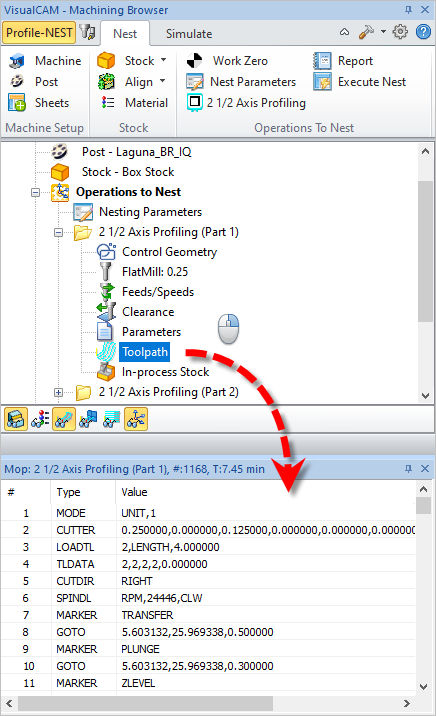 VisualCAM - Machining Browser
Profile-NEST Nest Simulate
Machine Stock Work Zero Report
Post Align Nest Parameters Execute Nest
Sheets Material 2 1/2 Axis Profiling
Machine Setup Stock Operations To Nest
Post - Laguna_BR_IQ
Stock - Box Stock
Operations to Nest
Nesting Parameters
2 1/2 Axis Profiling (Part 1)
Control Geometry
FlatMill: 0.25
Feeds/Speeds
Clearance
Parameters
Toolpath
In-process Stock
2 1/2 Axis Profiling (Part 2)
Mop: 2 1/2 Axis Profiling (Part 1), #:1168, T:7.45 min
# Type Value
1 MODE UNIT,1
2 CUTTER 0.250000,0.000000,0.125000,0.000000,0.000000,0.000000
3 LOADTL 2,LENGTH,4.000000
4 TLDATA 2,2,2,2,0.000000
5 CUTDIR RIGHT
6 SPINDL RPM,24446,CLW
7 MARKER TRANSFER
8 GOTO 5.603132,25.969338,0.500000
9 MARKER PLUNGE
10 GOTO 5.603132,25.969338,0.300000
11 MARKER ZLEVEL